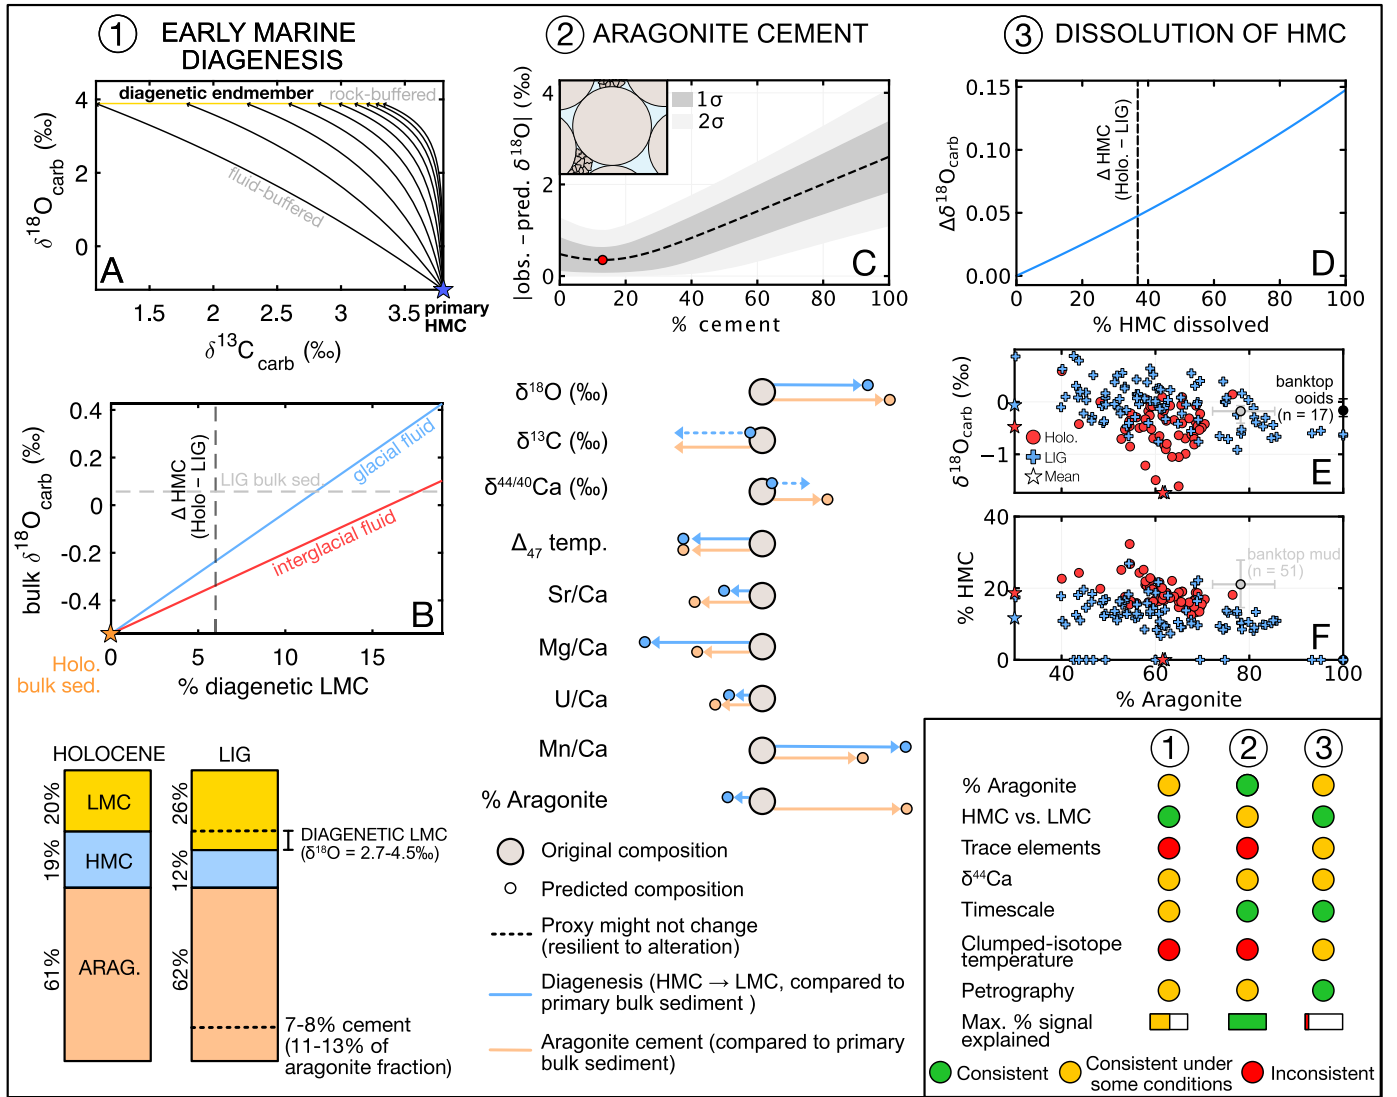 1 EARLY MARINE
DIAGENESIS
diagenetic endmember
rock-buffered
fluid-buffered
4
2
0
δ18Ocarb (‰)
A
1.5
2
2.5
3
3.5
primary
HMC
δ13Ccarb (‰)
0.4
0.2
0
-0.2
-0.4
bulk δ18Ocarb (‰)
LIG bulk sed.
Δ HMC
(Holo - LIG)
glacial fluid
interglacial fluid
B
0
5
10
15
Holo.
bulk sed.
% diagenetic LMC
HOLOCENE
LIG
20%
LMC
19%
HMC
61%
ARAG.
26%
12%
62%
DIAGENETIC LMC
(δ18O = 2.7-4.5‰)
7-8% cement
(11-13% of
aragonite fraction)
2 ARAGONITE CEMENT
|obs. - pred. δ18O| (‰)
4
2
0
1σ
2σ
C
0
20
40
60
80
100
% cement
δ18O (‰)
δ13C (‰)
δ44/40Ca (‰)
Δ47 temp.
Sr/Ca
Mg/Ca
U/Ca
Mn/Ca
% Aragonite
Original composition
Predicted composition
Proxy might not change
(resilient to alteration)
Diagenesis (HMC → LMC, compared to
primary bulk sediment )
Aragonite cement (compared to primary
bulk sediment)
3 DISSOLUTION OF HMC
0.15
0.10
0.05
0.00
Δδ18Ocarb
Δ HMC
(Holo. - LIG)
D
0
20
40
60
80
100
% HMC dissolved
δ18Ocarb (‰)
0
−1
banktop
ooids
(n = 17)
Holo.
LIG
Mean
E
40
20
0
% HMC
banktop mud
(n = 51)
F
40
60
80
100
% Aragonite
1
2
3
% Aragonite
HMC vs. LMC
Trace elements
δ44Ca
Timescale
Clumped-isotope
temperature
Petrography
Max. % signal
explained
Consistent
Consistent under
some conditions
Inconsistent